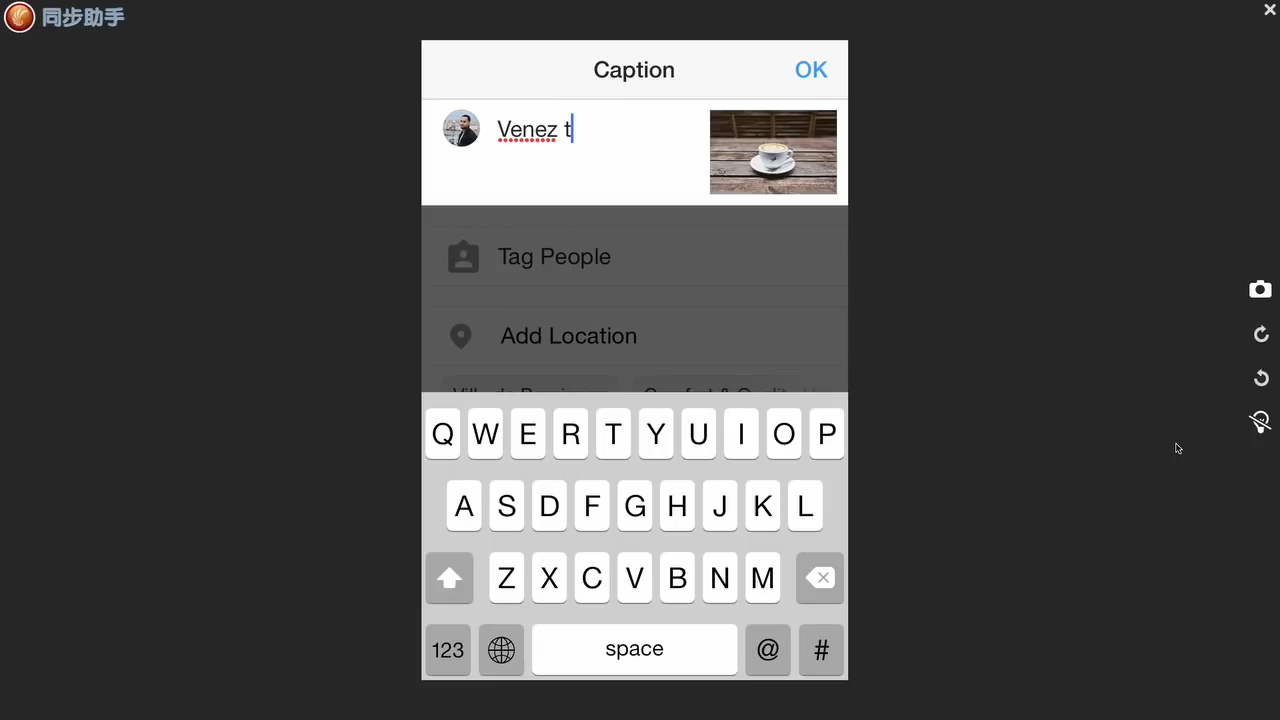 同步助手
Caption
OK
Venez t
Tag People
Add Location
Q W E R T Y U I O P
A S D F G H J K L
Z X C V B N M
123 space @ #